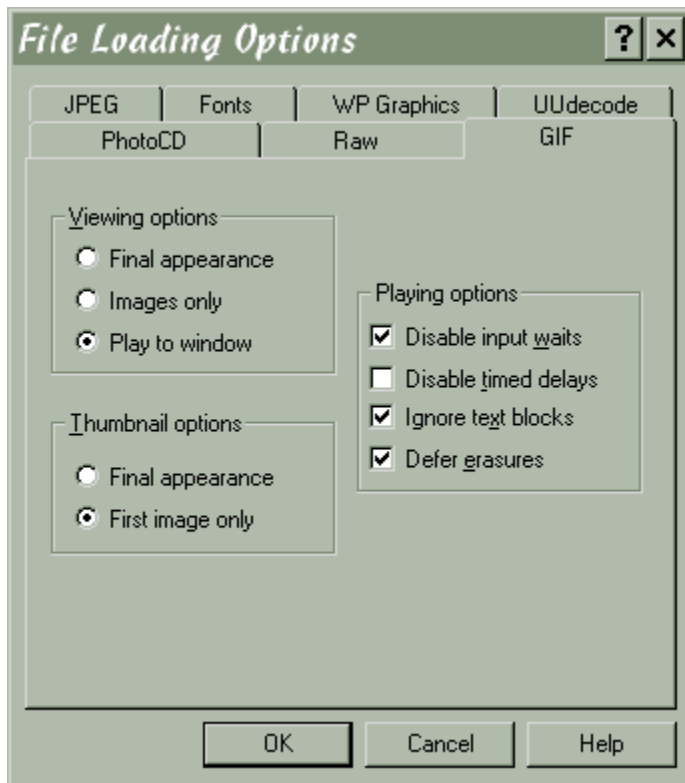 File Loading Options
JPEG Fonts WP Graphics UUdecode
PhotoCD Raw GIF
Viewing options
Final appearance
Images only
Play to window
Thumbnail options
Final appearance
First image only
Playing options
Disable input waits
Disable timed delays
Ignore text blocks
Defer erasures
OK Cancel Help